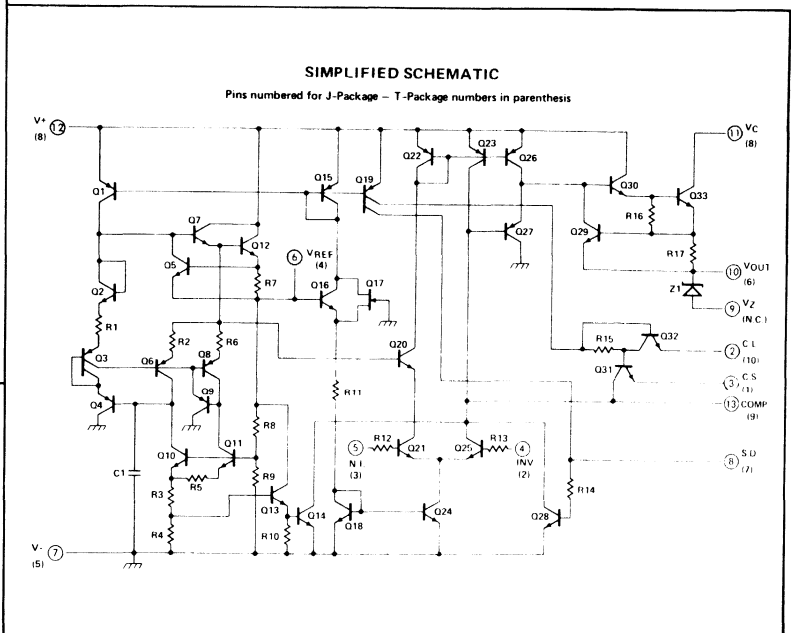 SIMPLIFIED SCHEMATIC
Pins numbered for J-Package – T-Package numbers in parenthesis
V+ 12
(8)
11 VC
(8)
Q22
Q23
Q26
Q1
Q15
Q19
Q30
Q33
Q7
Q12
R16
Q5
6 VREF
(4)
Q27
Q29
R17
10 VOUT
(6)
Q2
R7
Q16
Q17
Z1
9 VZ
(N.C.)
R1
R2
R6
Q20
R15
Q32
2 CL
(10)
Q3
Q6
Q8
Q31
3 C.S
(1)
Q4
Q9
R11
13 COMP
(9)
R8
Q21
Q25
R12
R13
5
N.I
(3)
4
INV
(2)
8 S.D
(7)
Q10
Q11
C1
R5
R9
R14
R3
Q13
Q14
Q18
Q24
Q28
R4
R10
V- 7
(5)